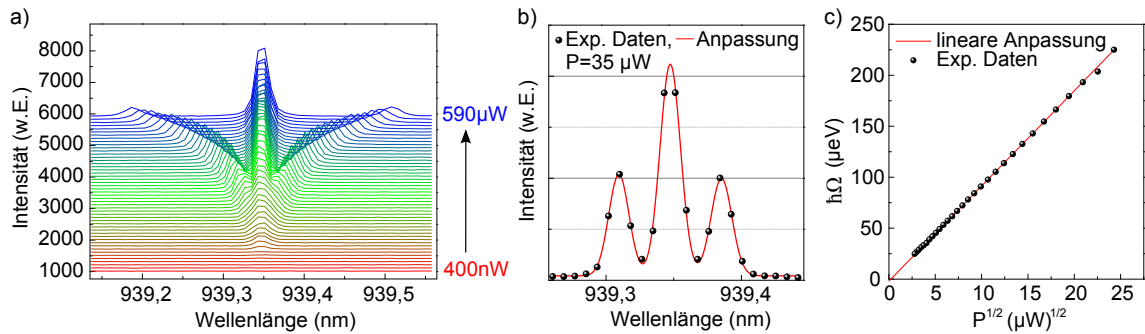 a)
Intensität (w.E.)
8000
7000
6000
5000
4000
3000
2000
1000
590µW
400nW
939,2
939,3
939,4
939,5
Wellenlänge (nm)
b)
Exp. Daten,
P=35 µW
Anpassung
Intensität (w.E.)
939,3
939,4
Wellenlänge (nm)
c)
lineare Anpassung
Exp. Daten
ħΩ (µeV)
250
200
150
100
50
0
0
5
10
15
20
25
P^1/2 (µW)^1/2